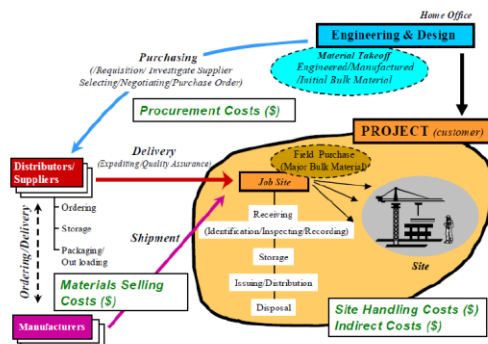 Home Office
Engineering & Design
Material Takeoff
Engineered/Manufactured
/Initial Bulk Material
Purchasing
(/Requisition/ Investigate Supplier
Selecting/Negotiating/Purchase Order)
Procurement Costs ($)
PROJECT (customer)
Delivery
(Expediting/Quality Assurance)
Field Purchase
(Major Bulk Material)
Distributors/
Suppliers
Job Site
Ordering
Storage
Packaging/
Out loading
Ordering/Delivery
Shipment
Receiving
(Identification/Inspecting/Recording)
Storage
Issuing/Distribution
Disposal
Site
Materials Selling
Costs ($)
Site Handling Costs ($)
Indirect Costs ($)
Manufacturers